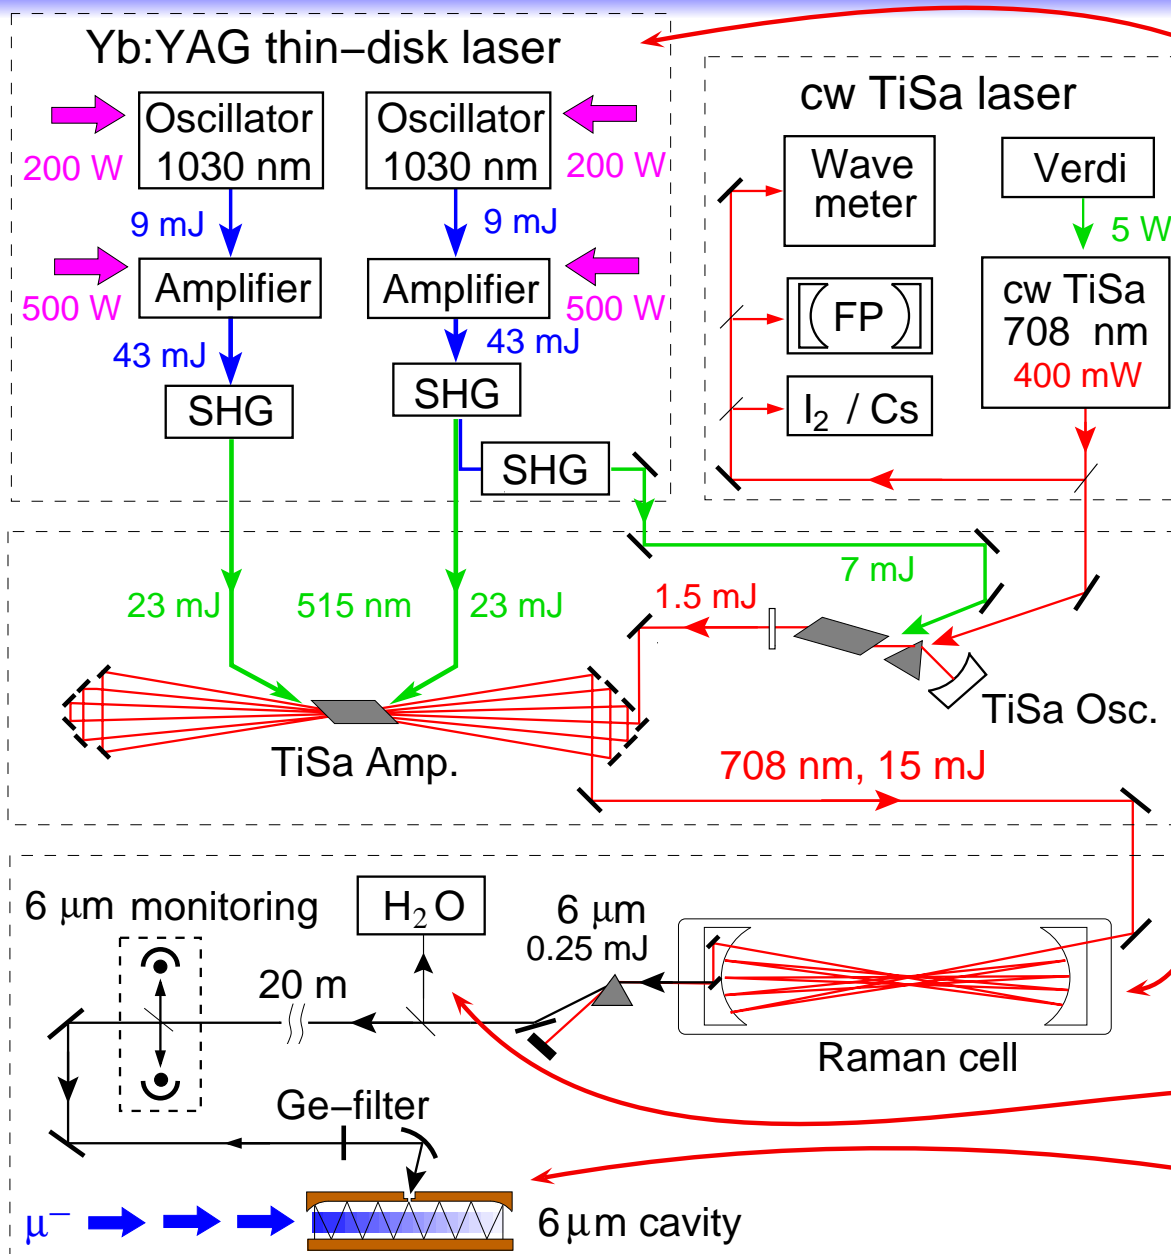 Yb:YAG thin–disk laser
Oscillator
1030 nm
Oscillator
1030 nm
200 W
200 W
9 mJ
9 mJ
Amplifier
Amplifier
500 W
500 W
43 mJ
43 mJ
SHG
SHG
SHG
cw TiSa laser
Wave
meter
Verdi
5 W
FP
cw TiSa
708 nm
400 mW
I₂ / Cs
23 mJ
515 nm
23 mJ
7 mJ
1.5 mJ
TiSa Osc.
TiSa Amp.
708 nm, 15 mJ
6 μm monitoring
H₂O
6 μm
0.25 mJ
20 m
Raman cell
Ge–filter
μ⁻
6 μm cavity